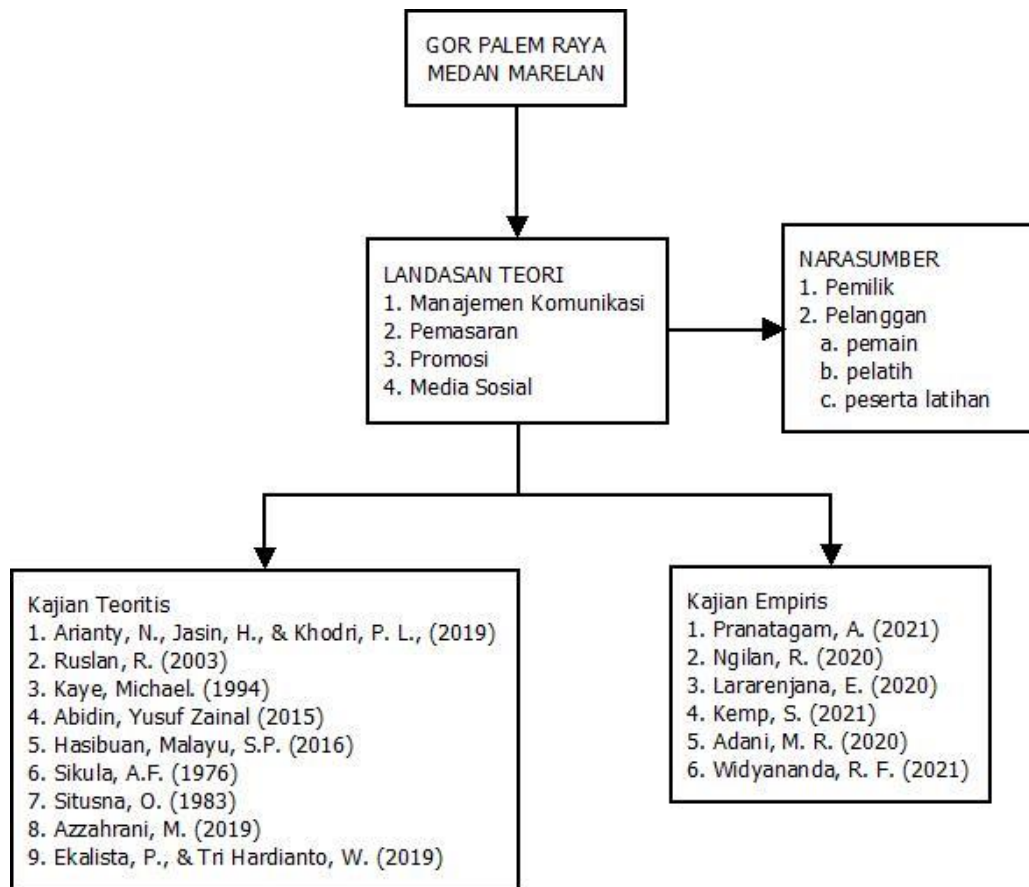 GOR PALEM RAYA
MEDAN MARELAN
LANDASAN TEORI
1. Manajemen Komunikasi
2. Pemasaran
3. Promosi
4. Media Sosial
NARASUMBER
1. Pemilik
2. Pelanggan
a. pemain
b. pelatih
c. peserta latihan
Kajian Teoritis
1. Arianty, N., Jasin, H., & Khodri, P. L., (2019)
2. Ruslan, R. (2003)
3. Kaye, Michael. (1994)
4. Abidin, Yusuf Zainal (2015)
5. Hasibuan, Malayu, S.P. (2016)
6. Sikula, A.F. (1976)
7. Situsna, O. (1983)
8. Azzahrani, M. (2019)
9. Ekalista, P., & Tri Hardianto, W. (2019)
Kajian Empiris
1. Pranatagam, A. (2021)
2. Ngilan, R. (2020)
3. Lararenjana, E. (2020)
4. Kemp, S. (2021)
5. Adani, M. R. (2020)
6. Widyananda, R. F. (2021)